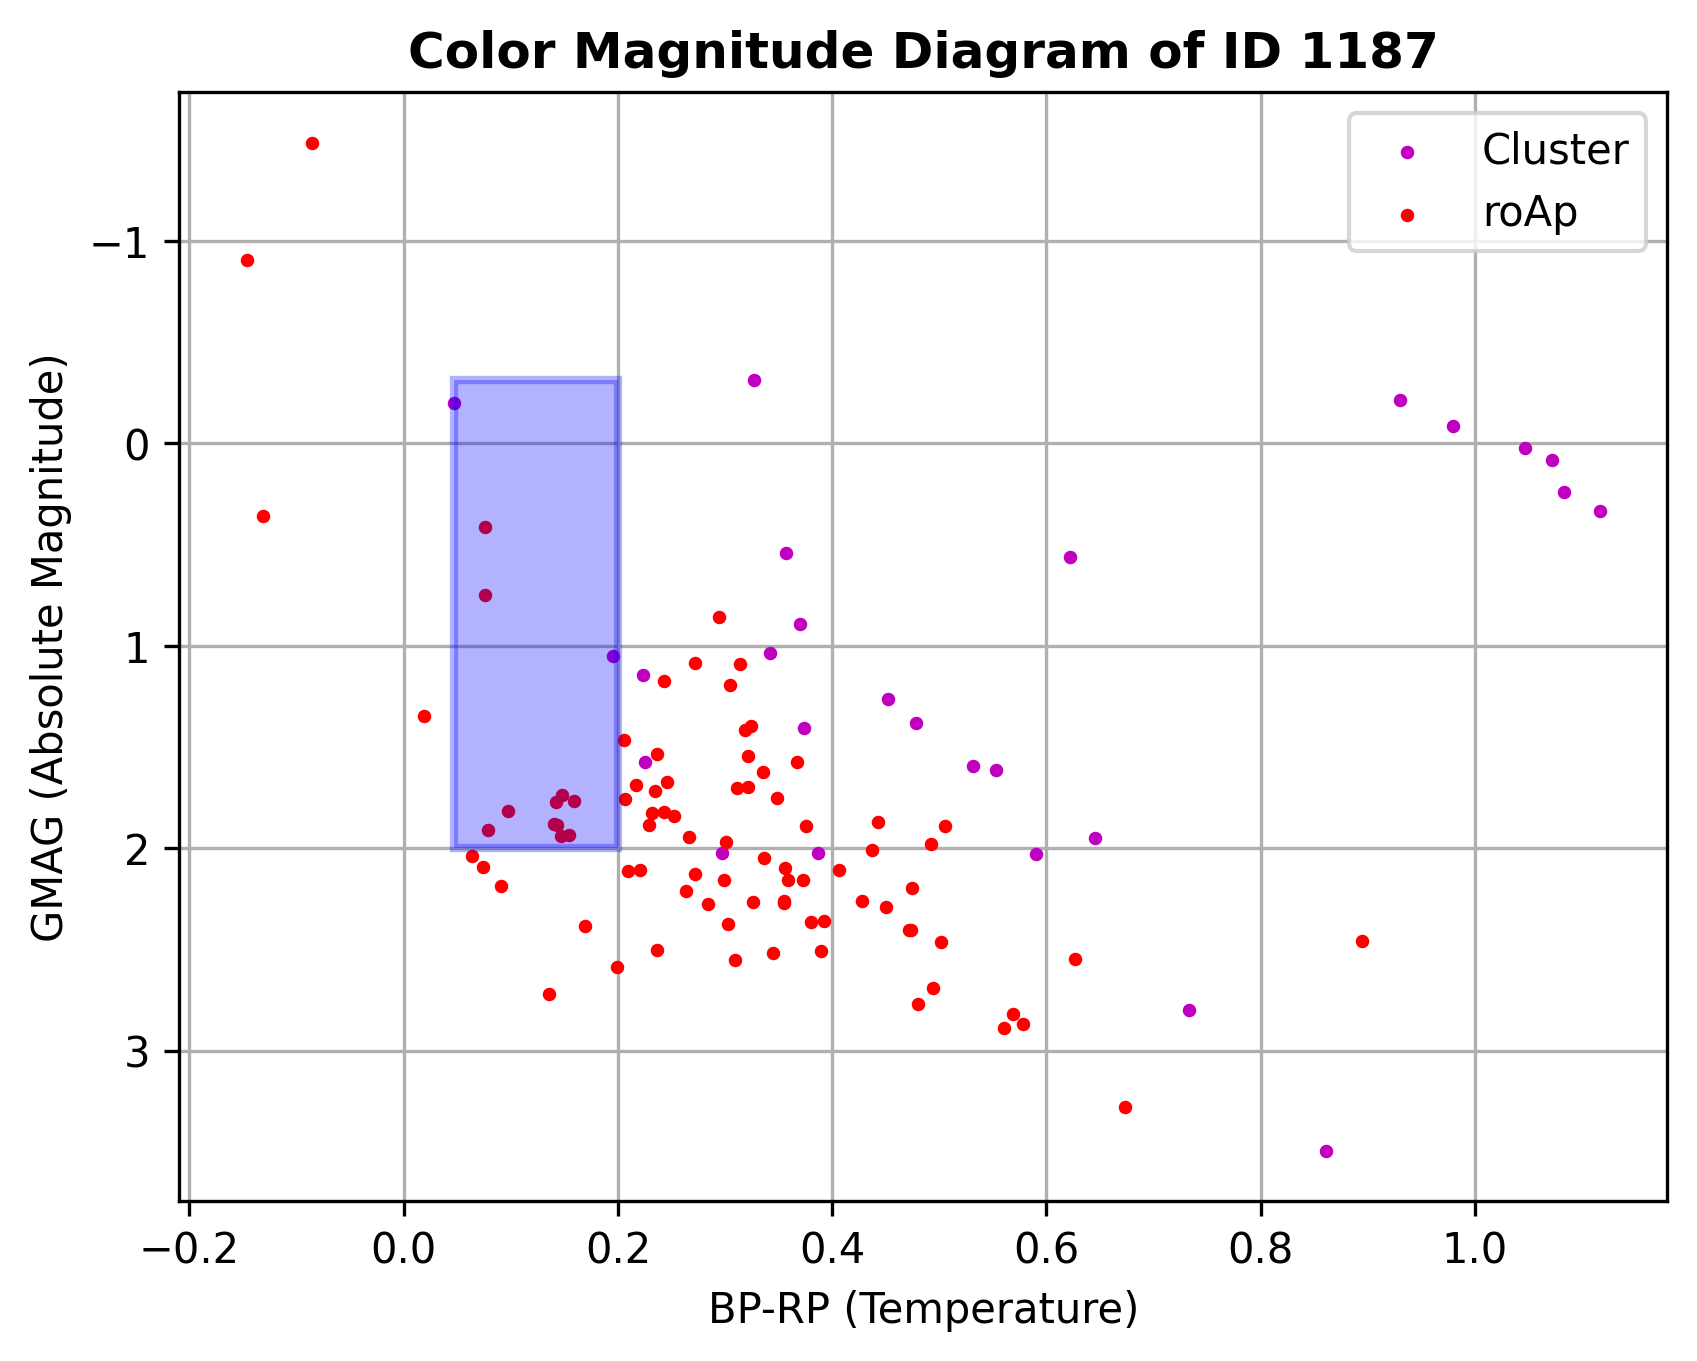 Color Magnitude Diagram of ID 1187
Cluster
roAp
GMAG (Absolute Magnitude)
−1
0
1
2
3
−0.2 0.0 0.2 0.4 0.6 0.8 1.0
BP-RP (Temperature)